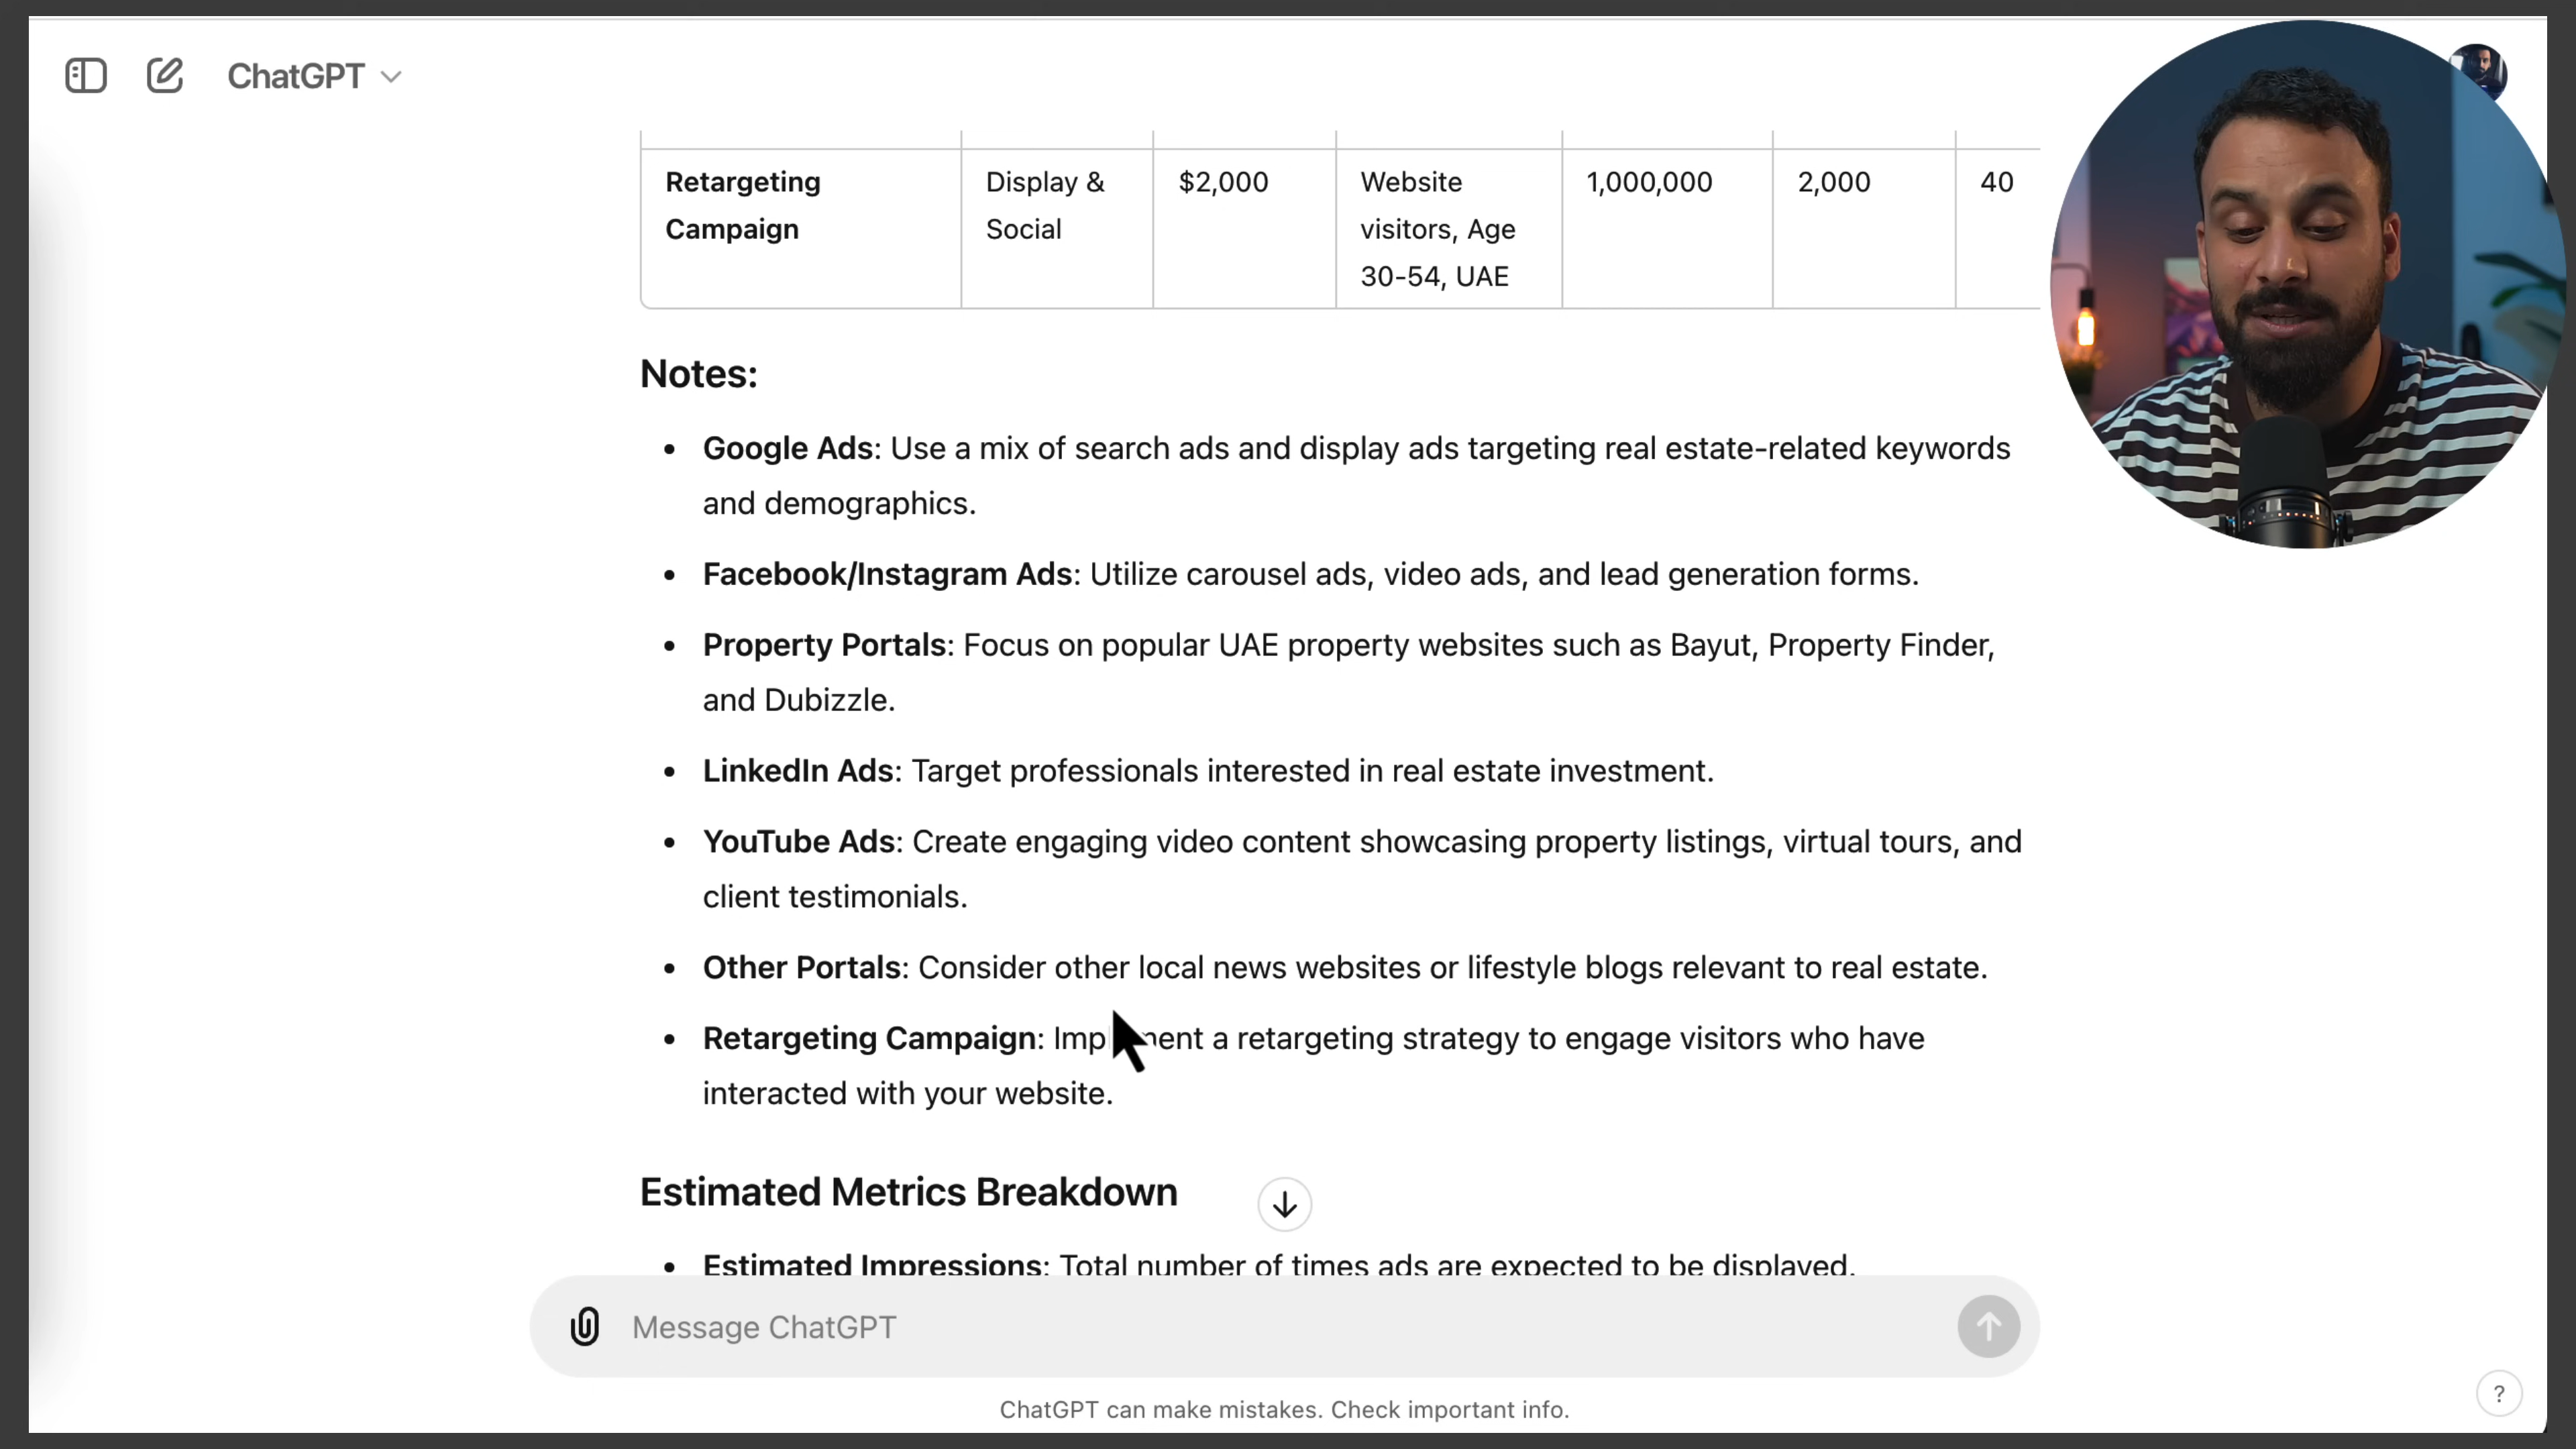 ChatGPT
Retargeting Display & $2,000 Website 1,000,000 2,000 40
Campaign Social visitors, Age
30-54, UAE
Notes:
• Google Ads: Use a mix of search ads and display ads targeting real estate-related keywords
and demographics.
• Facebook/Instagram Ads: Utilize carousel ads, video ads, and lead generation forms.
• Property Portals: Focus on popular UAE property websites such as Bayut, Property Finder,
and Dubizzle.
• LinkedIn Ads: Target professionals interested in real estate investment.
• YouTube Ads: Create engaging video content showcasing property listings, virtual tours, and
client testimonials.
• Other Portals: Consider other local news websites or lifestyle blogs relevant to real estate.
• Retargeting Campaign: Implement a retargeting strategy to engage visitors who have
interacted with your website.
Estimated Metrics Breakdown
• Estimated Impressions: Total number of times ads are expected to be displayed.
Message ChatGPT
ChatGPT can make mistakes. Check important info.
?